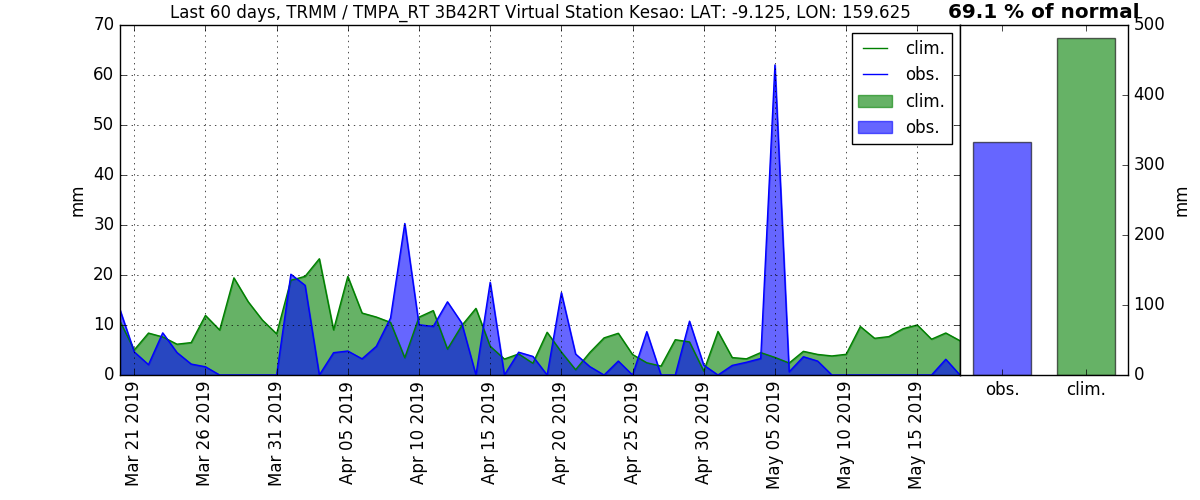 Last 60 days, TRMM / TMPA_RT 3B42RT Virtual Station Kesao: LAT: -9.125, LON: 159.625
69.1 % of normal
70
60
50
40
30
20
10
0
mm
clim.
obs.
clim.
obs.
500
400
300
200
100
0
mm
obs.
clim.
Mar 21 2019
Mar 26 2019
Mar 31 2019
Apr 05 2019
Apr 10 2019
Apr 15 2019
Apr 20 2019
Apr 25 2019
Apr 30 2019
May 05 2019
May 10 2019
May 15 2019